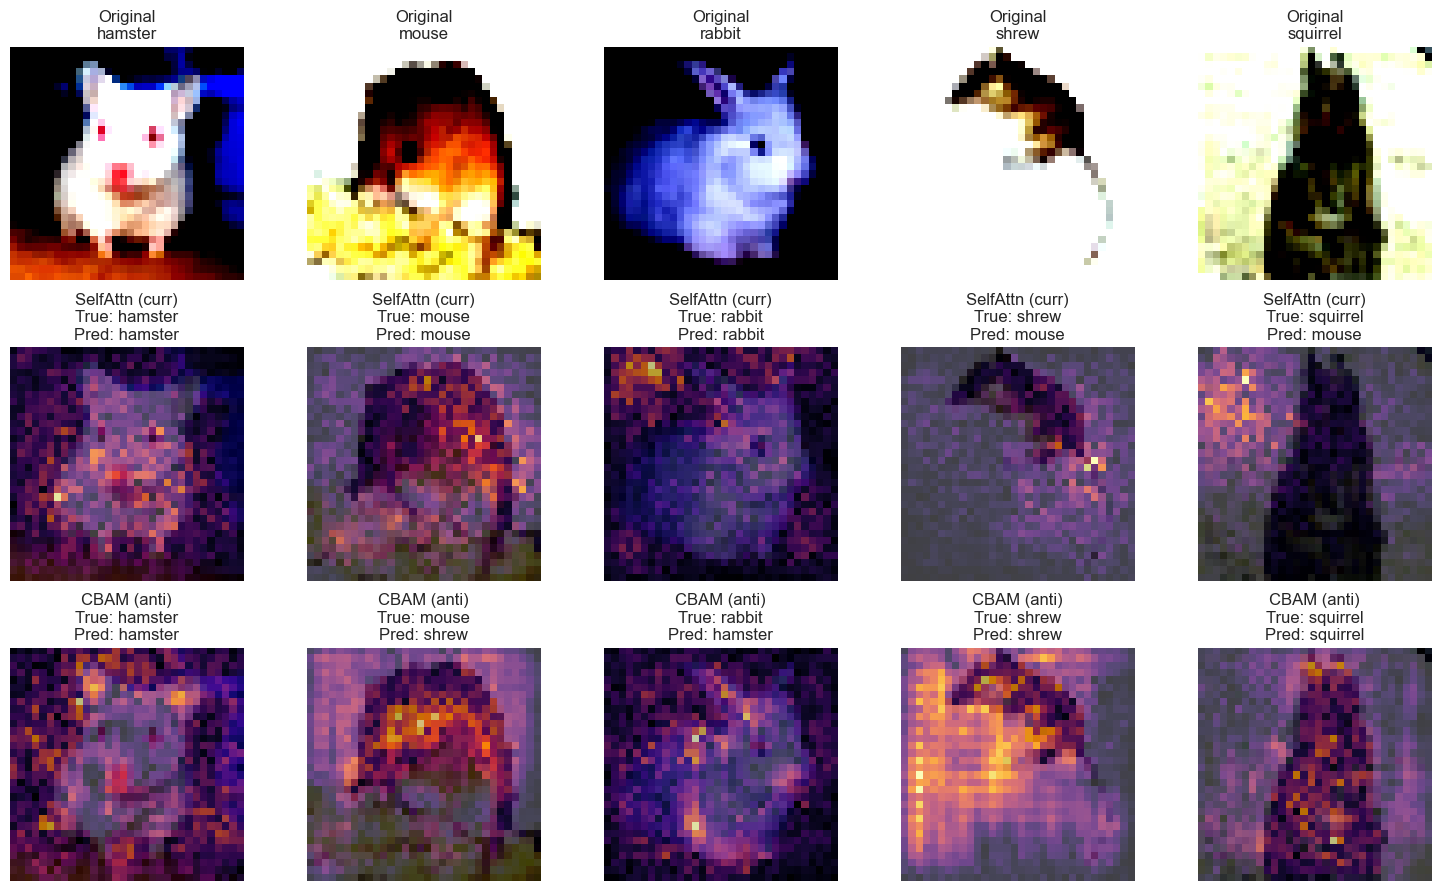 Original
hamster
Original
mouse
Original
rabbit
Original
shrew
Original
squirrel
SelfAttn (curr)
True: hamster
Pred: hamster
SelfAttn (curr)
True: mouse
Pred: mouse
SelfAttn (curr)
True: rabbit
Pred: rabbit
SelfAttn (curr)
True: shrew
Pred: mouse
SelfAttn (curr)
True: squirrel
Pred: mouse
CBAM (anti)
True: hamster
Pred: hamster
CBAM (anti)
True: mouse
Pred: shrew
CBAM (anti)
True: rabbit
Pred: hamster
CBAM (anti)
True: shrew
Pred: shrew
CBAM (anti)
True: squirrel
Pred: squirrel